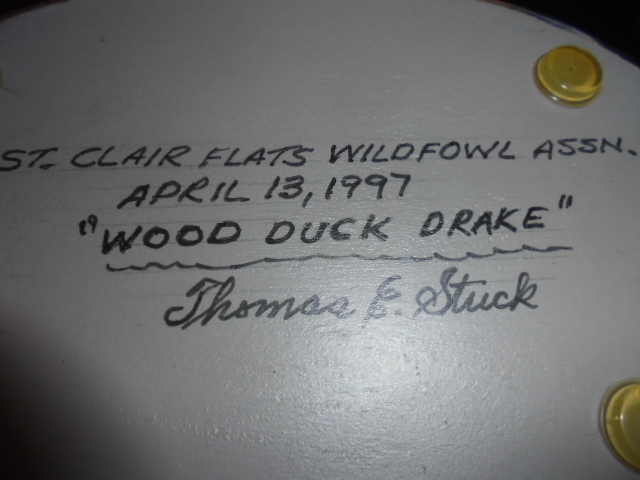 ST. CLAIR FLATS WILDFOWL ASSN.
APRIL 13, 1997
"WOOD DUCK DRAKE"
Thomas E. Stuck